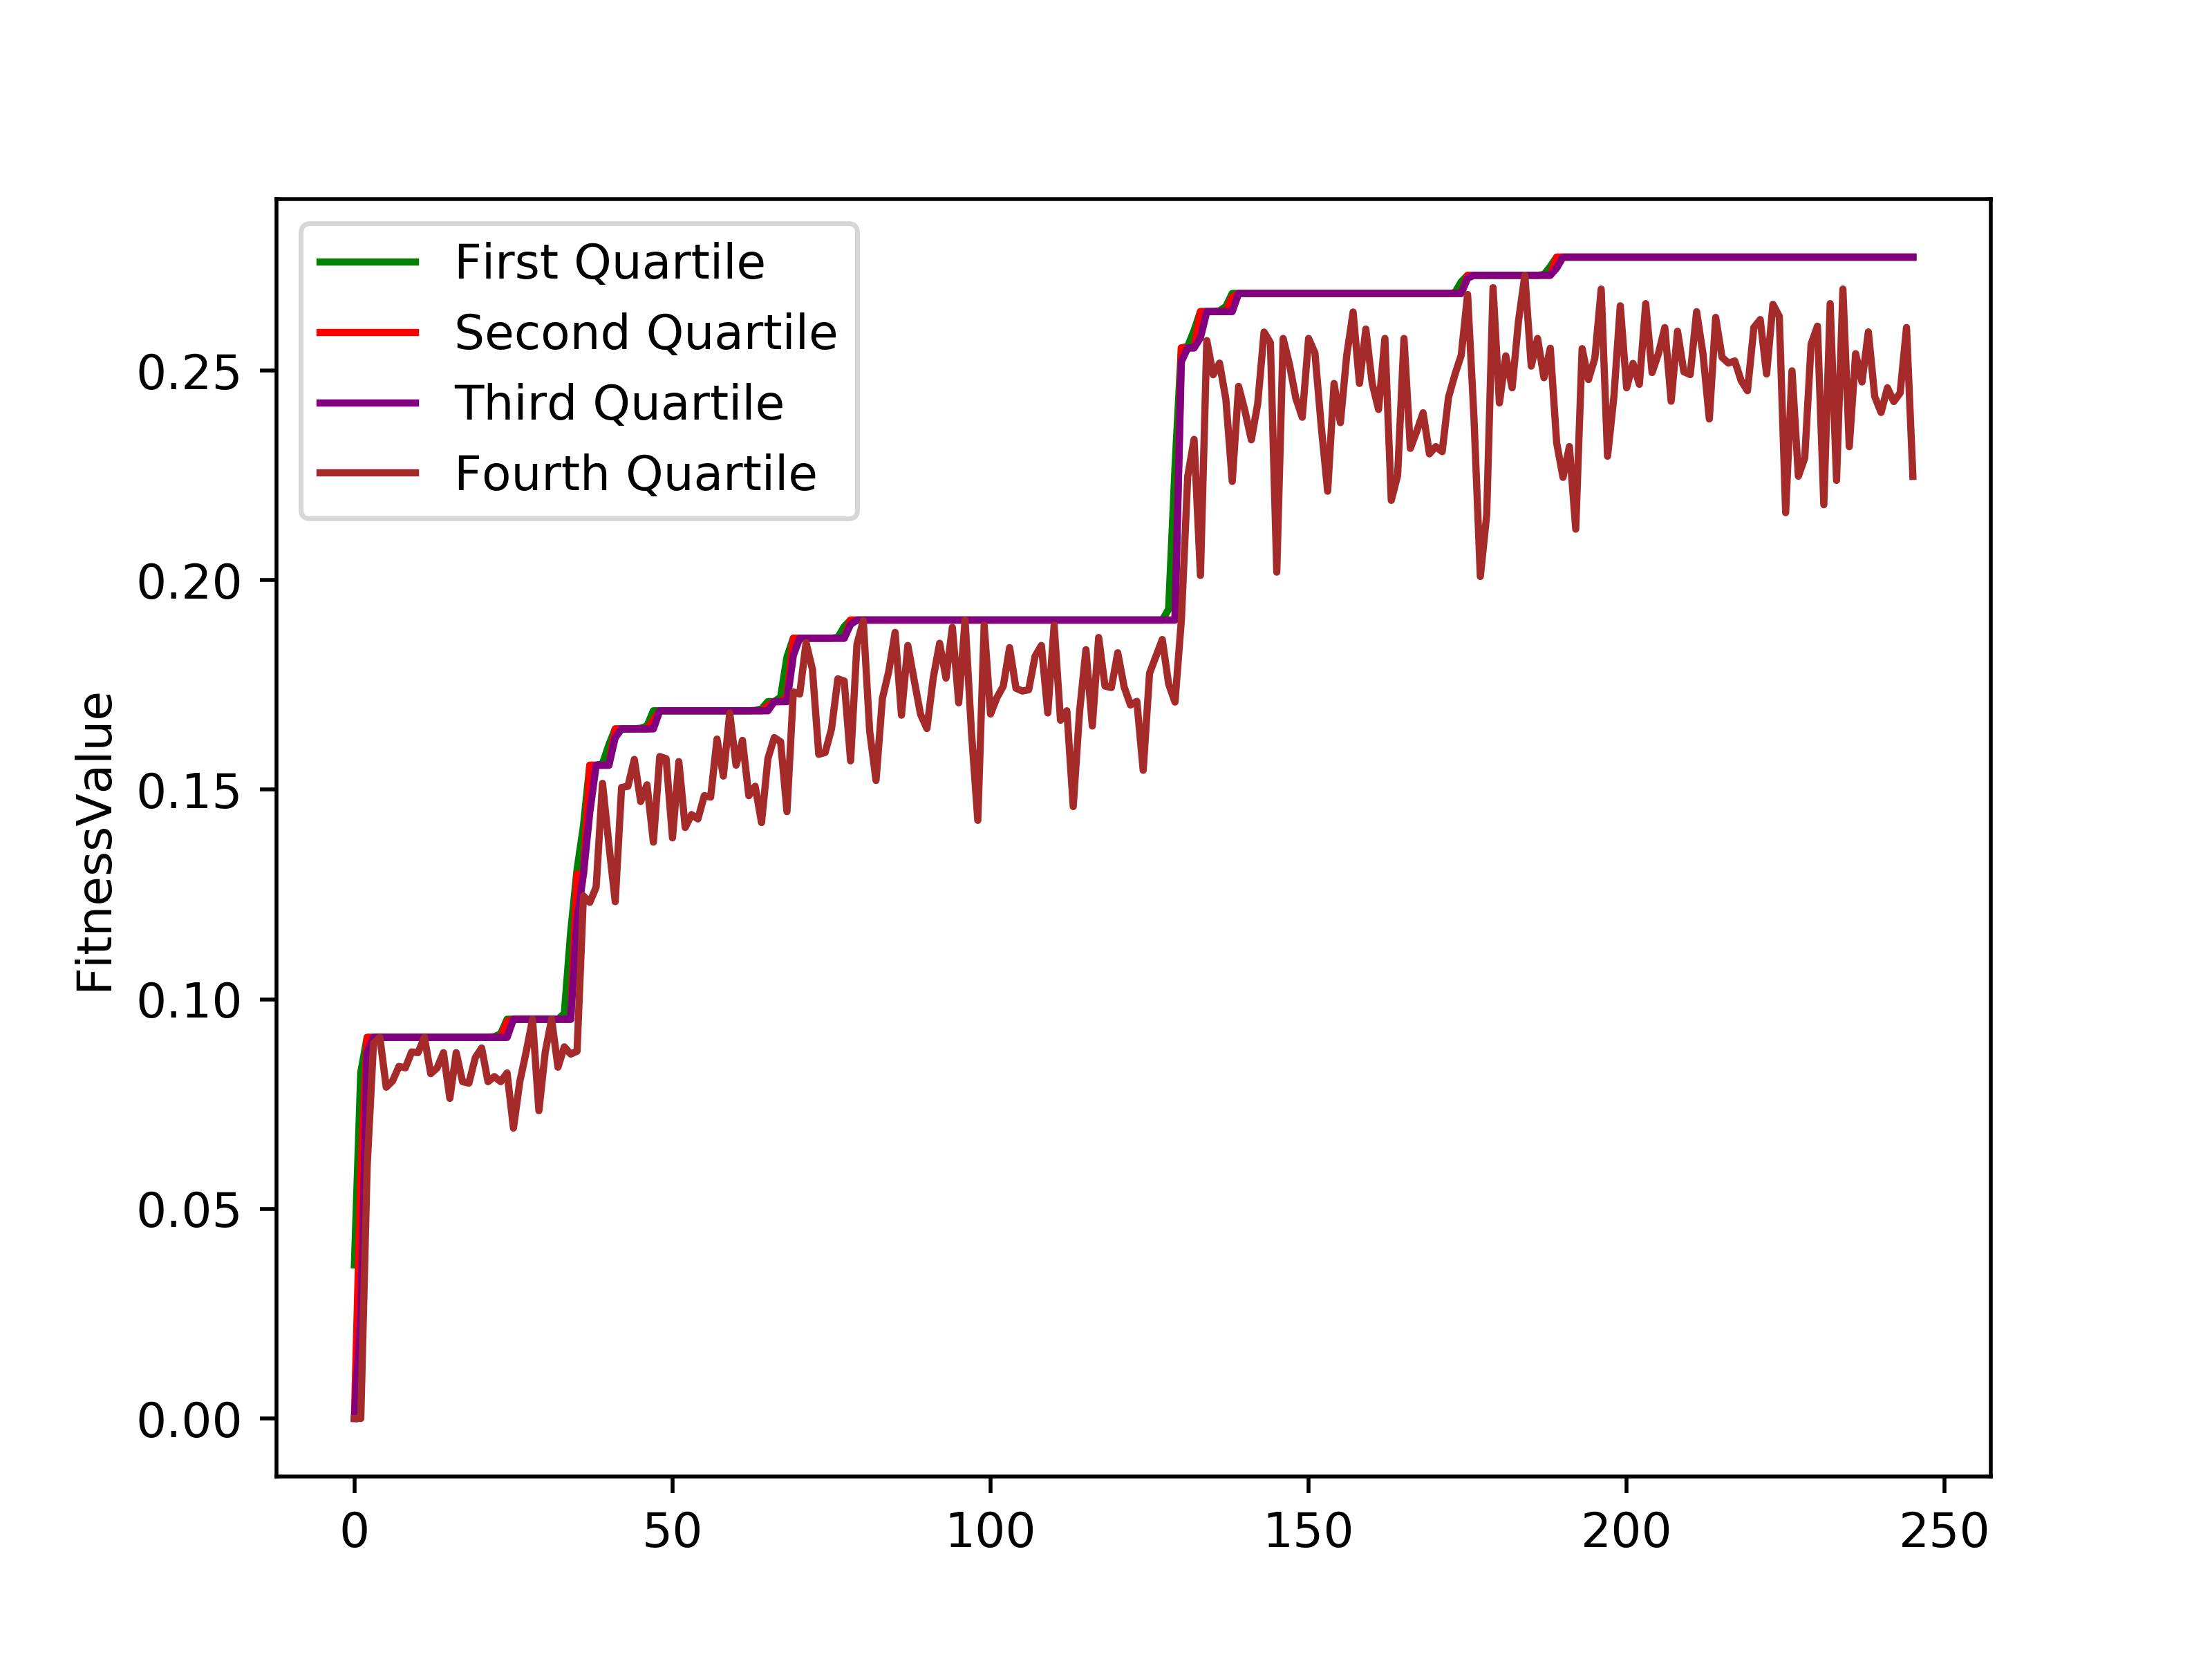 First Quartile
Second Quartile
Third Quartile
Fourth Quartile
FitnessValue
0.25
0.20
0.15
0.10
0.05
0.00
0 50 100 150 200 250